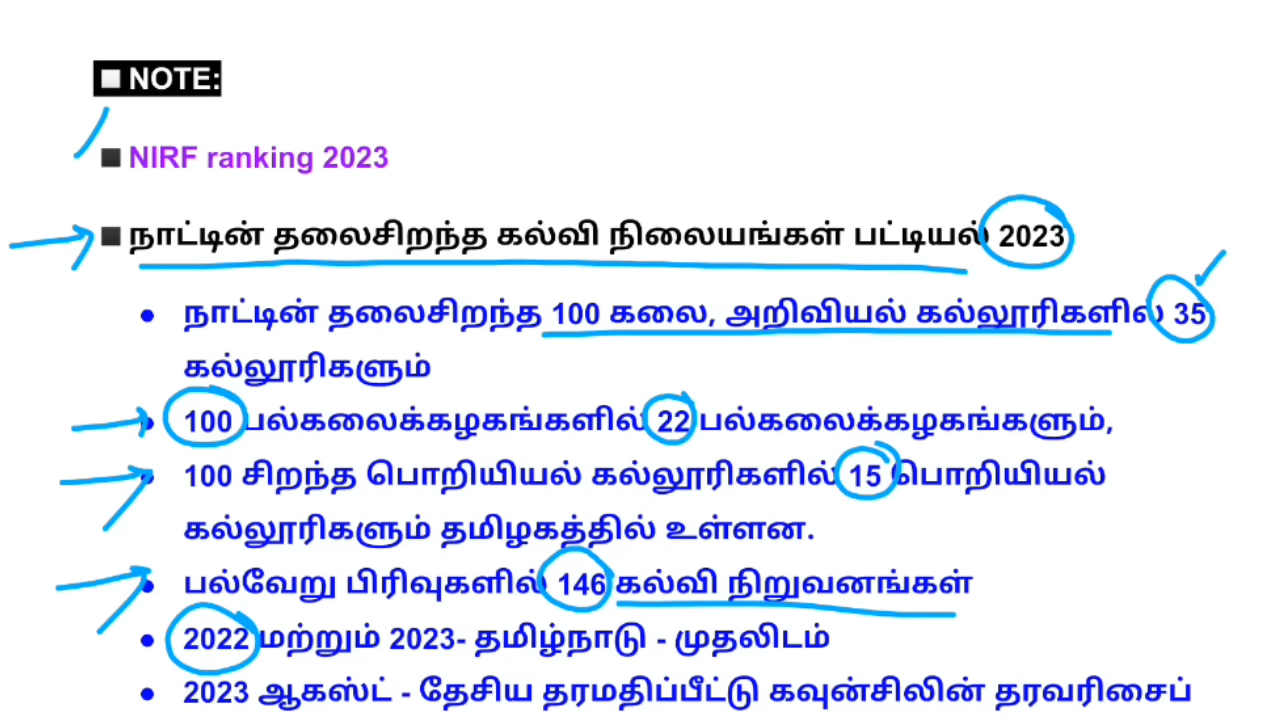 NOTE:
NIRF ranking 2023
நாட்டின் தலைசிறந்த கல்வி நிலையங்கள் பட்டியல் 2023
நாட்டின் தலைசிறந்த 100 கலை, அறிவியல் கல்லூரிகளில் 35
கல்லூரிகளும்
100 பல்கலைக்கழகங்களில் 22 பல்கலைக்கழகங்களும்,
100 சிறந்த பொறியியல் கல்லூரிகளில் 15 பொறியியல்
கல்லூரிகளும் தமிழகத்தில் உள்ளன.
பல்வேறு பிரிவுகளில் 146 கல்வி நிறுவனங்கள்
2022 மற்றும் 2023- தமிழ்நாடு - முதலிடம்
2023 ஆகஸ்ட் - தேசிய தரமதிப்பீட்டு கவுன்சிலின் தரவரிசைப்